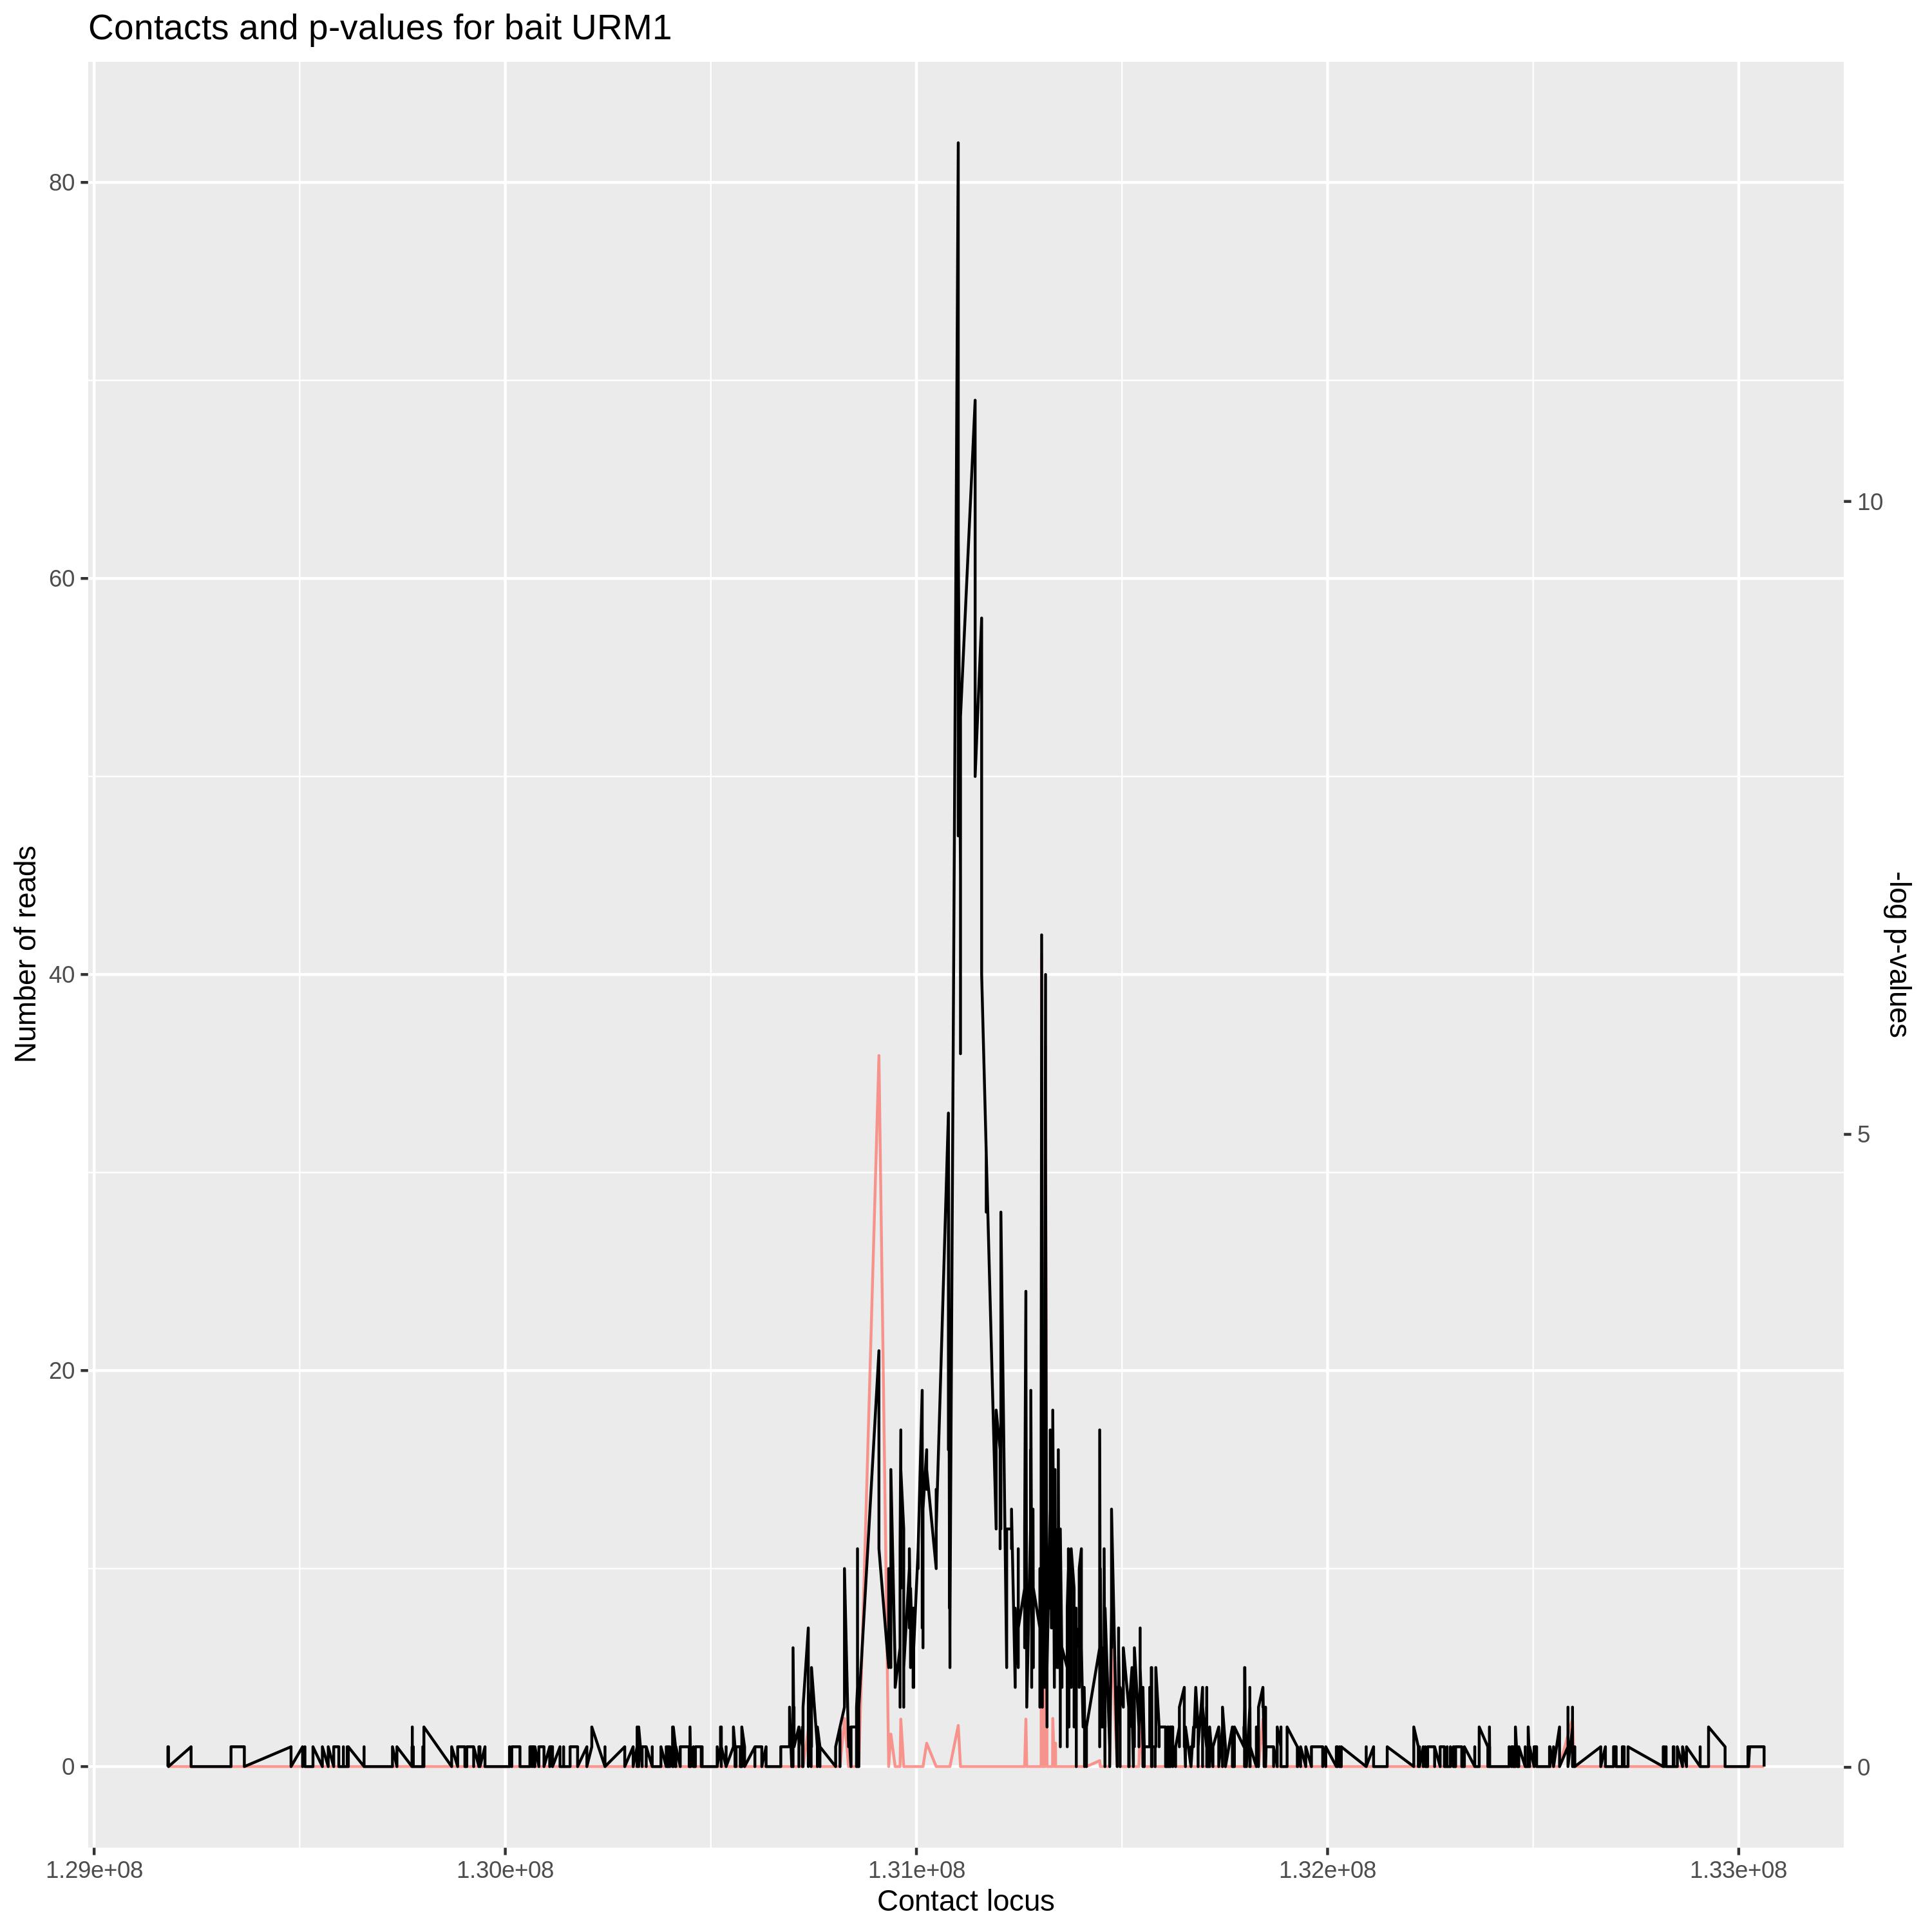 Contacts and p-values for bait URM1
80
60
40
20
0
10
5
0
Number of reads
-log p-values
1.29e+08
1.30e+08
1.31e+08
1.32e+08
1.33e+08
Contact locus